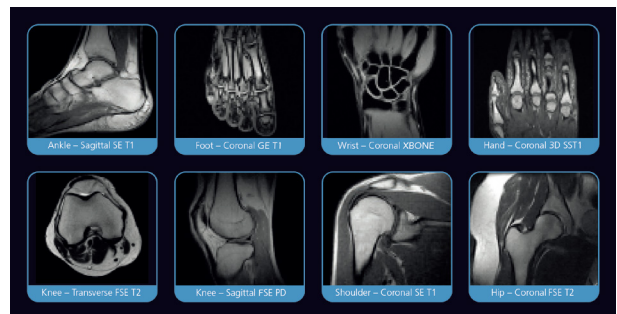 Ankle – Sagittal SE T1
Foot – Coronal GE T1
Wrist – Coronal XBONE
Hand – Coronal 3D SST1
Knee – Transverse FSE T2
Knee – Sagittal FSE PD
Shoulder – Coronal SE T1
Hip – Coronal FSE T2